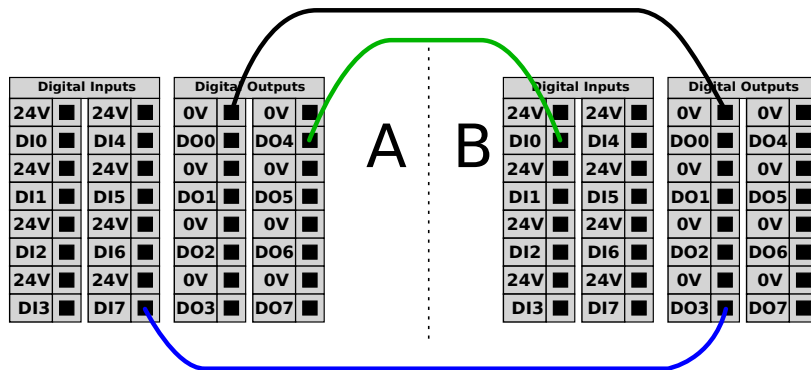 Digital Inputs Digital Outputs Digital Inputs Digital Outputs
24V 24V 0V 0V A B 24V 24V 0V 0V
DI0 DI4 DO0 DO4 DI0 DI4 DO0 DO4
24V 24V 0V 0V 24V 24V 0V 0V
DI1 DI5 DO1 DO5 DI1 DI5 DO1 DO5
24V 24V 0V 0V 24V 24V 0V 0V
DI2 DI6 DO2 DO6 DI2 DI6 DO2 DO6
24V 24V 0V 0V 24V 24V 0V 0V
DI3 DI7 DO3 DO7 DI3 DI7 DO3 DO7